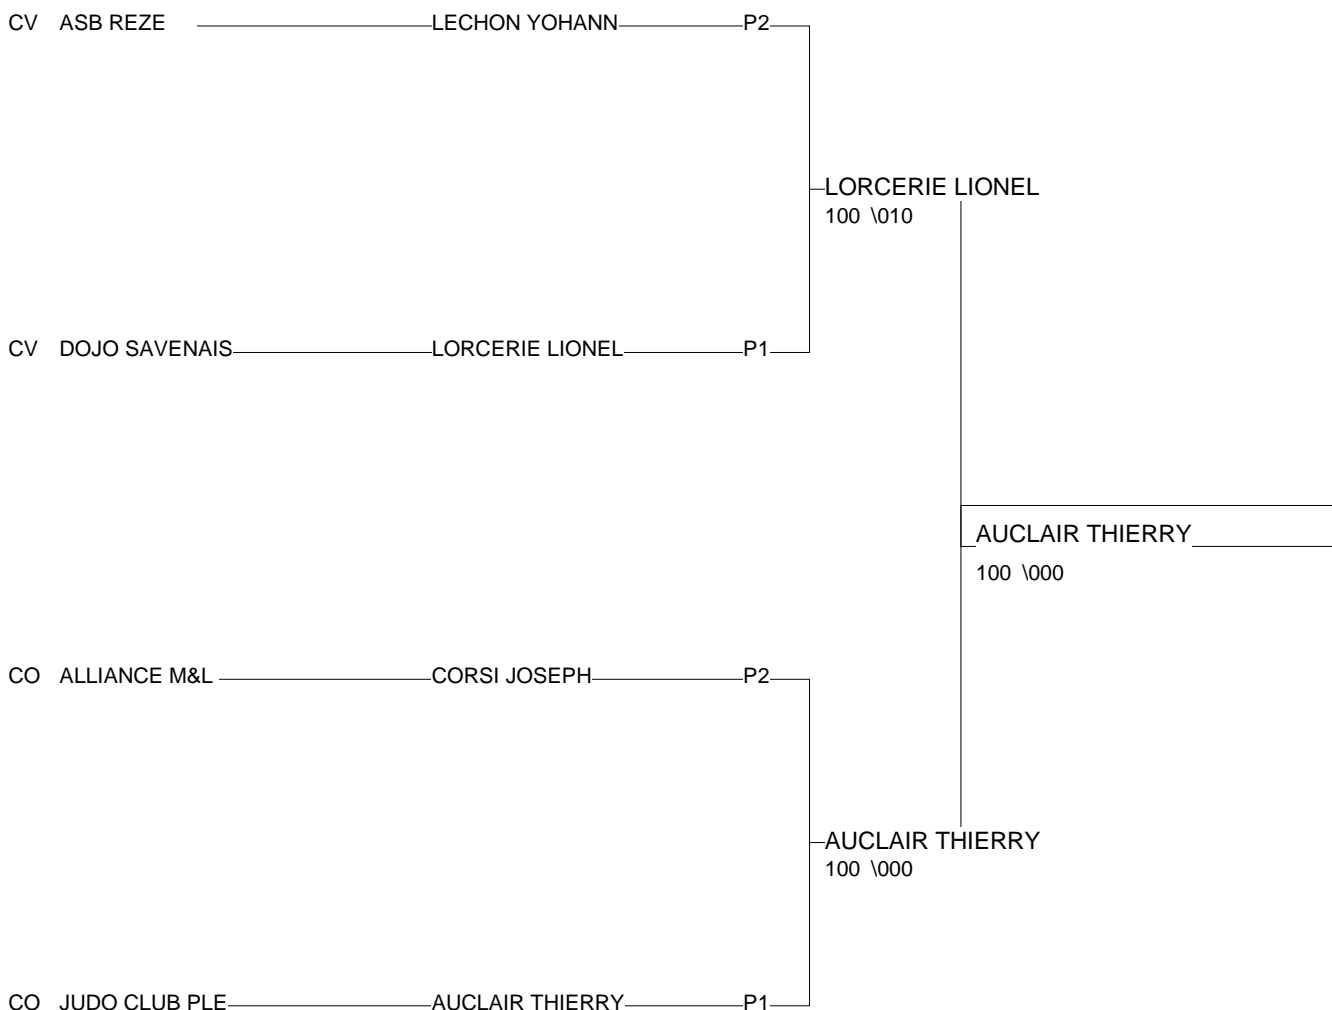 CV ASB REZE LECHON YOHANN P2
LORCERIE LIONEL
100 \010
CV DOJO SAVENAIS LORCERIE LIONEL P1
AUCLAIR THIERRY
100 \000
CO ALLIANCE M&L CORSI JOSEPH P2
AUCLAIR THIERRY
100 \000
CO JUDO CLUB PLE AUCLAIR THIERRY P1